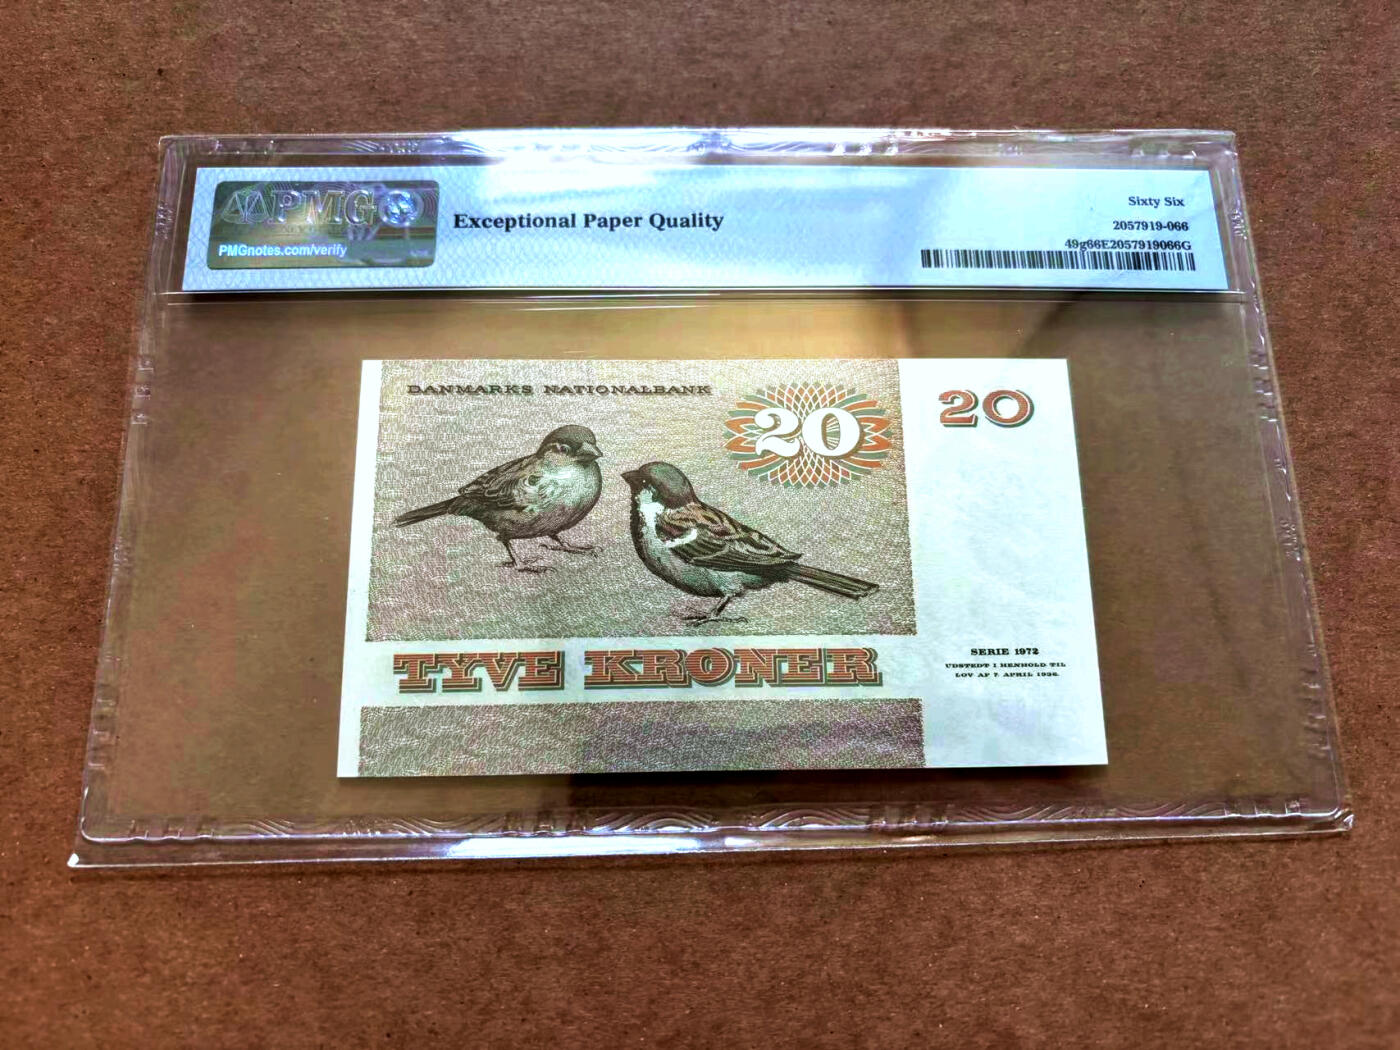 PMG
PMGnotes.com/verify
Exceptional Paper Quality
Sixty Six
2057919-066
49g66E2057919066G
DANMARKS NATIONALBANK
20
20
TYVE KRONER
SERIE 1972
UDSTEDT I HENHOLD TIL
LOV AF 7. APRIL 1936.